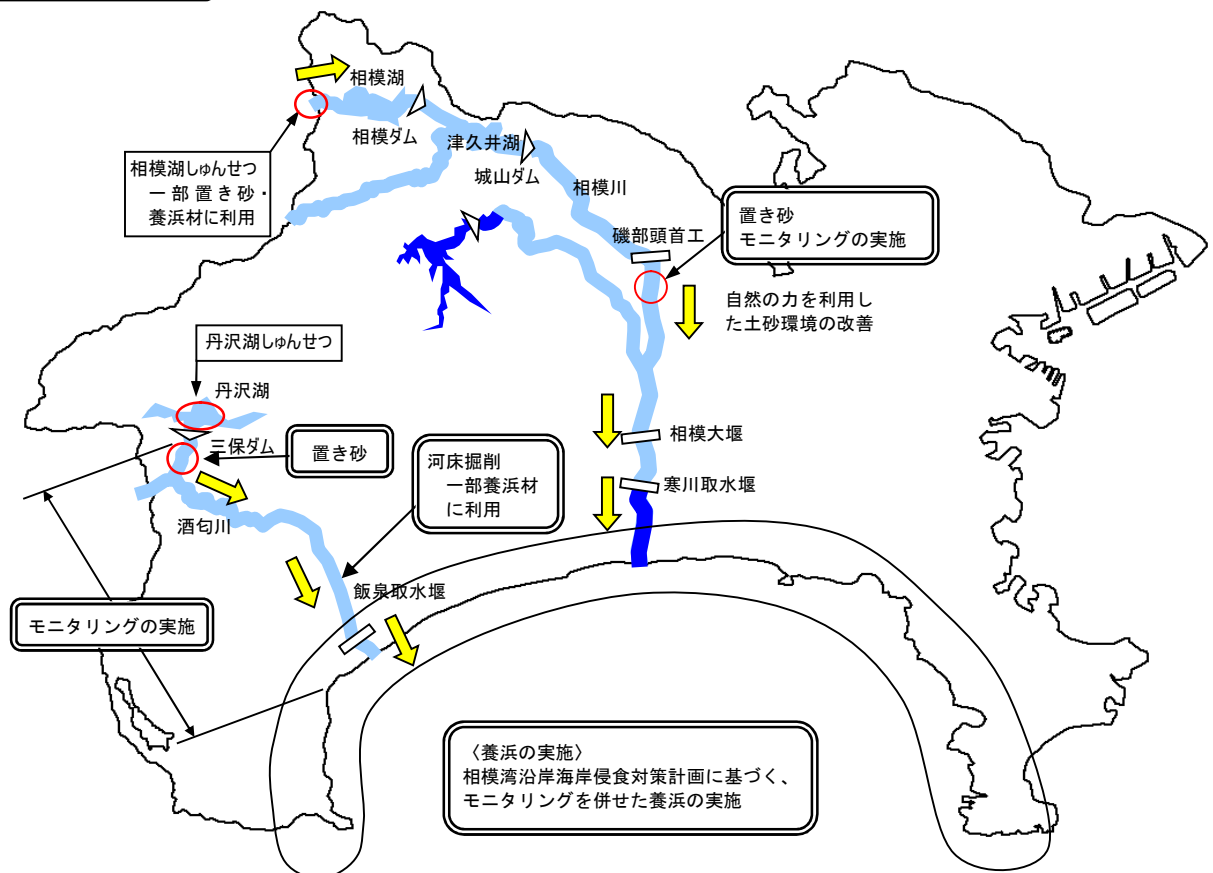 相模湖
相模ダム
津久井湖
城山ダム
相模川
相模湖しゅんせつ
一部置き砂・
養浜材に利用
磯部頭首工
置き砂
モニタリングの実施
自然の力を利用し
た土砂環境の改善
丹沢湖しゅんせつ
丹沢湖
三保ダム
置き砂
河床掘削
一部養浜材
に利用
相模大堰
寒川取水堰
酒匂川
飯泉取水堰
モニタリングの実施
〈養浜の実施〉
相模湾沿岸海岸侵食対策計画に基づく、
モニタリングを併せた養浜の実施